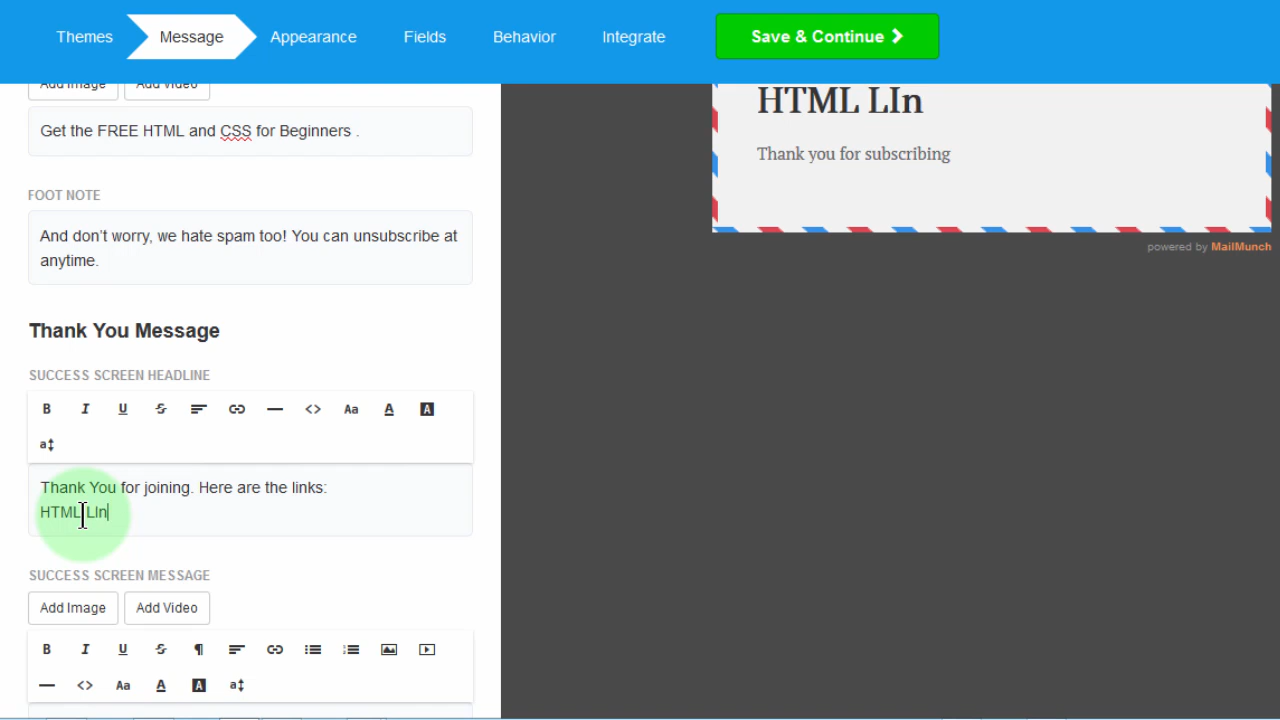 Themes Message Appearance Fields Behavior Integrate Save & Continue
Add Image Add Video
Get the FREE HTML and CSS for Beginners .
FOOT NOTE
And don't worry, we hate spam too! You can unsubscribe at
anytime.
Thank You Message
SUCCESS SCREEN HEADLINE
B I U S <> Aa A A
a
Thank You for joining. Here are the links:
HTML LIn
SUCCESS SCREEN MESSAGE
Add Image Add Video
B I U S ¶
<> Aa A A a
HTML LIn
Thank you for subscribing
powered by MailMunch